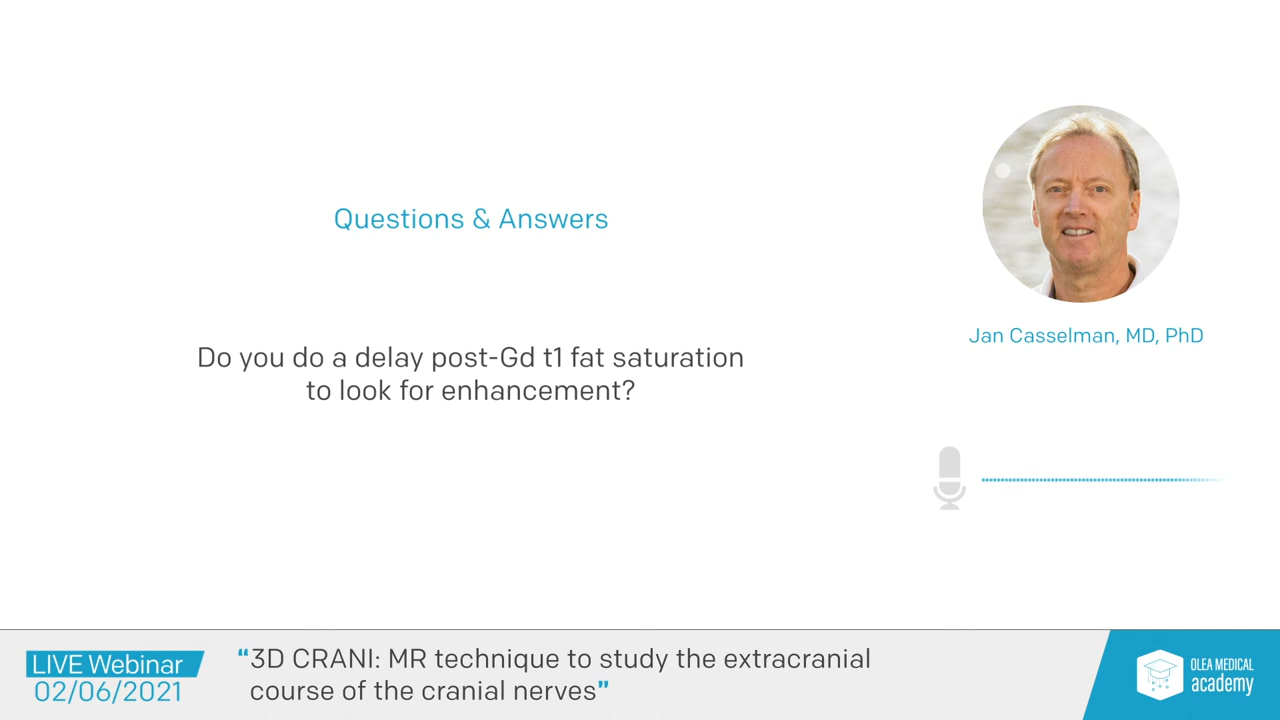 Questions & Answers
Do you do a delay post-Gd t1 fat saturation
to look for enhancement?
Jan Casselman, MD, PhD
LIVE Webinar
02/06/2021
“3D CRANI: MR technique to study the extracranial
course of the cranial nerves”
OLEA MEDICAL
academy